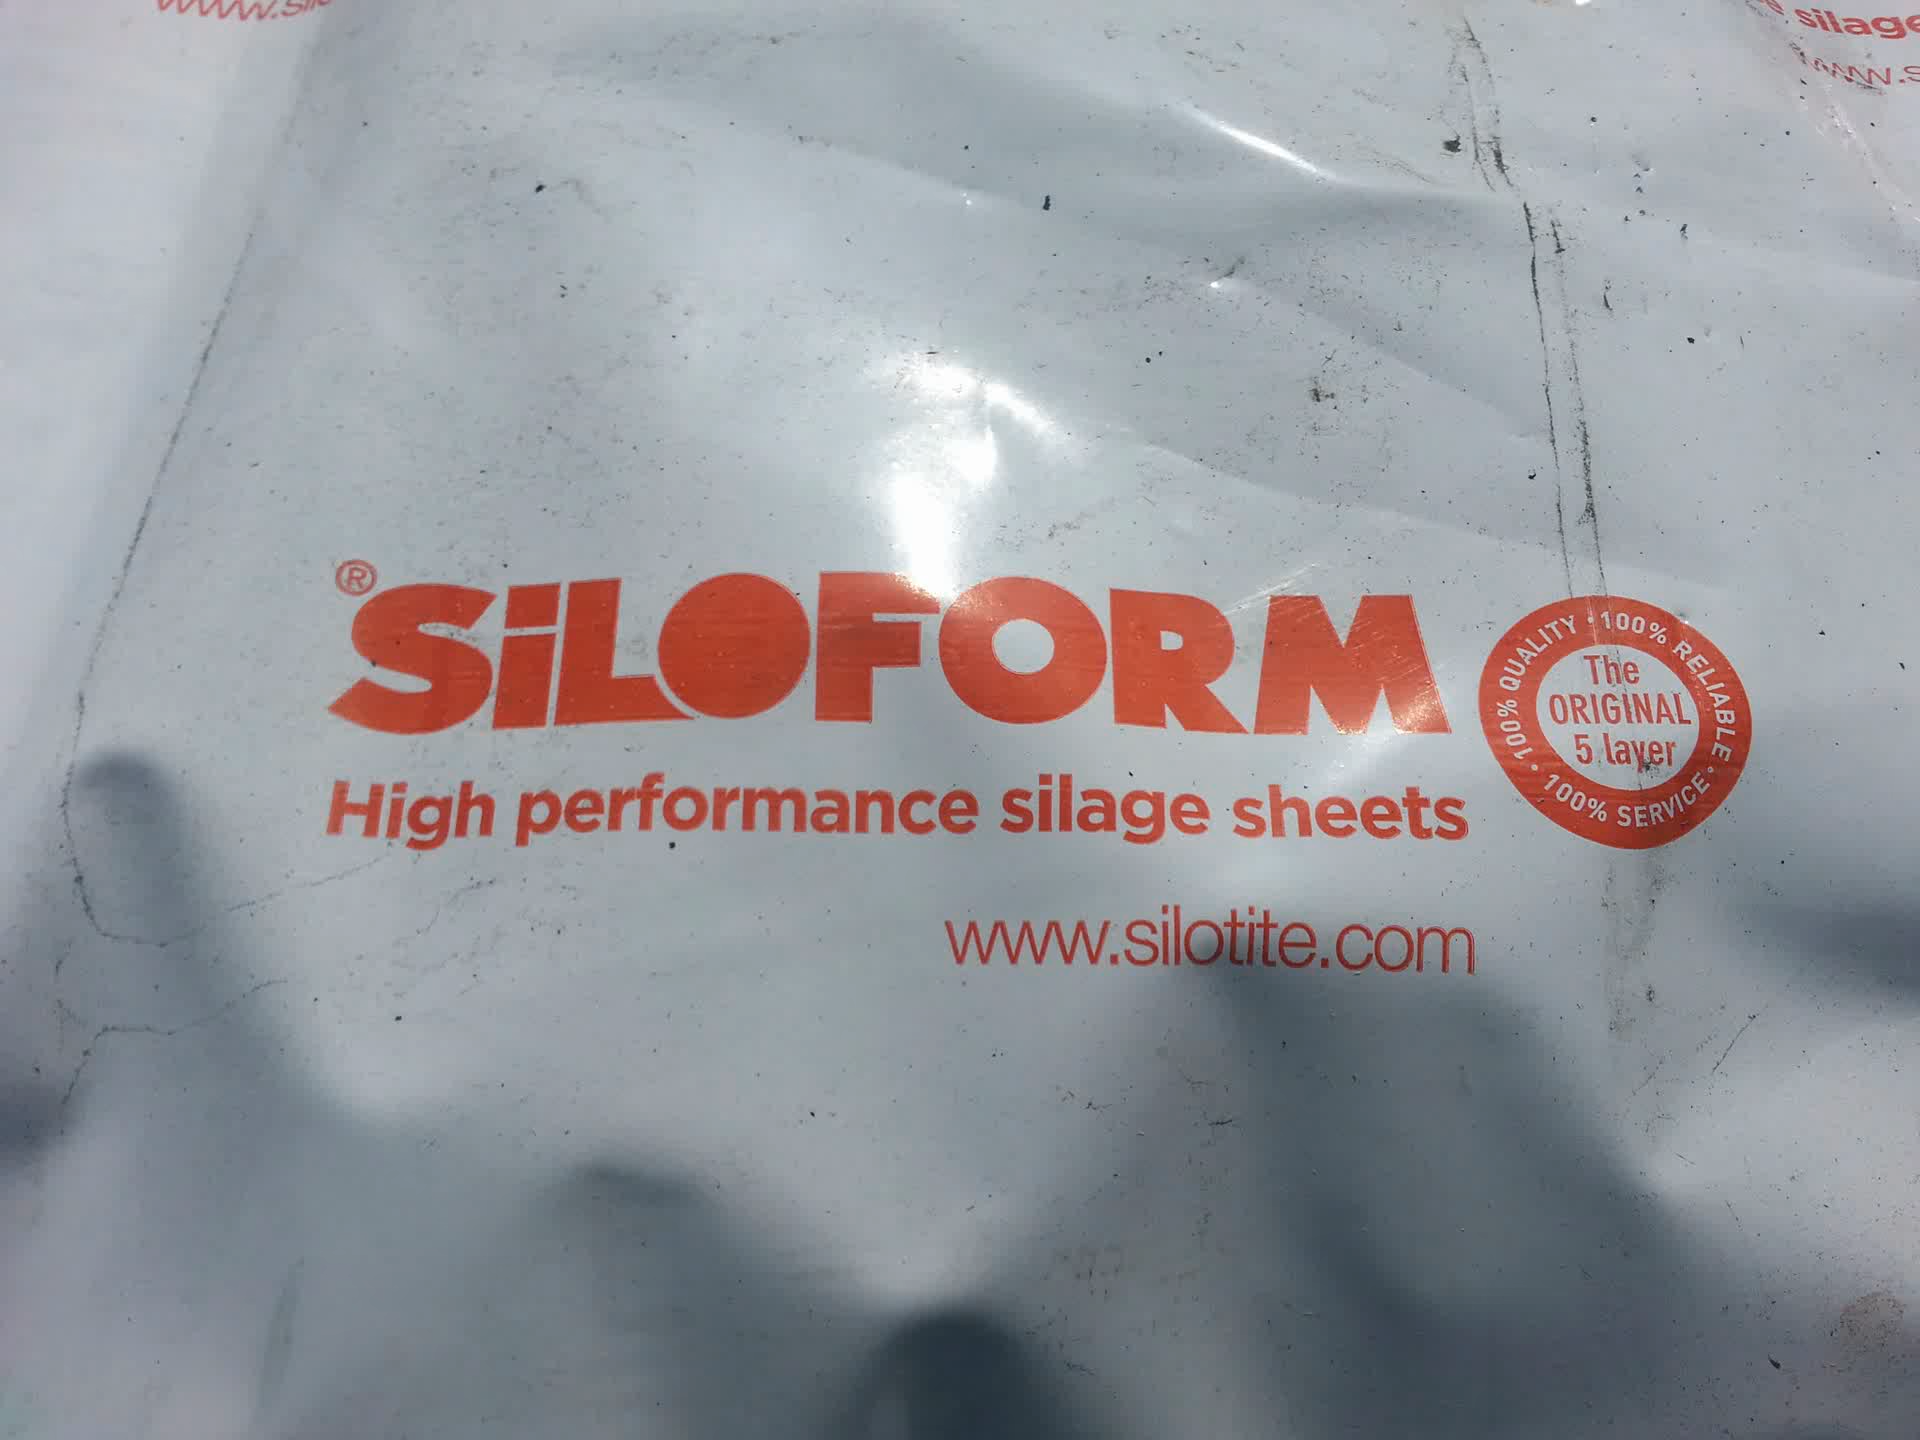 silage
® SiLOFORM
High performance silage sheets
www.silotite.com
100% QUALITY • 100% RELIABLE • 100% SERVICE •
The
ORIGINAL
5 layer